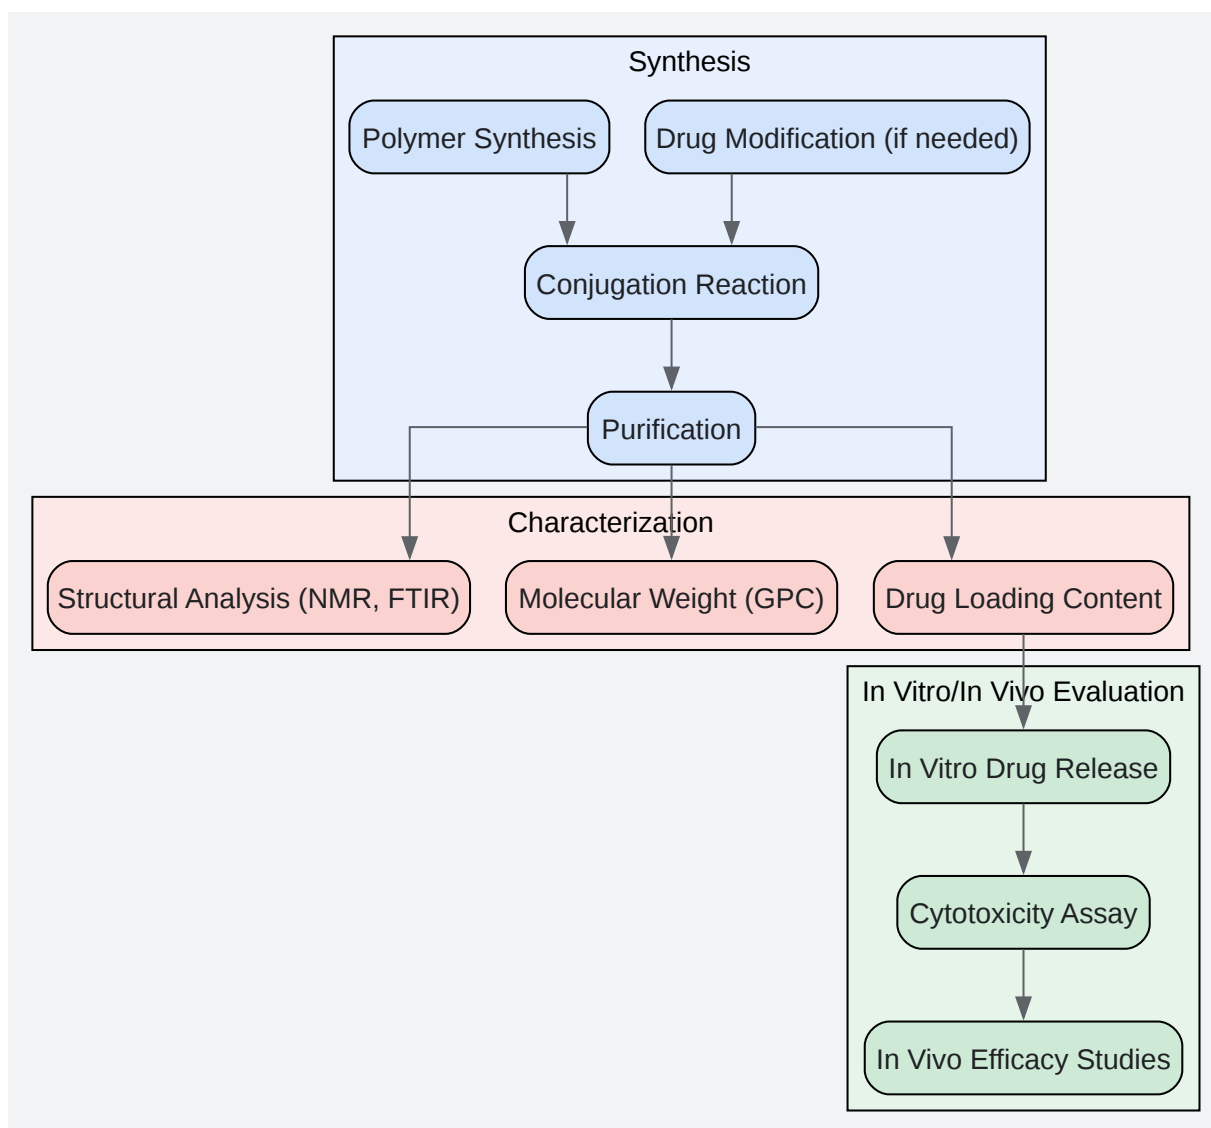 Synthesis
Polymer Synthesis
Drug Modification (if needed)
Conjugation Reaction
Purification
Characterization
Structural Analysis (NMR, FTIR)
Molecular Weight (GPC)
Drug Loading Content
In Vitro/In Vivo Evaluation
In Vitro Drug Release
Cytotoxicity Assay
In Vivo Efficacy Studies